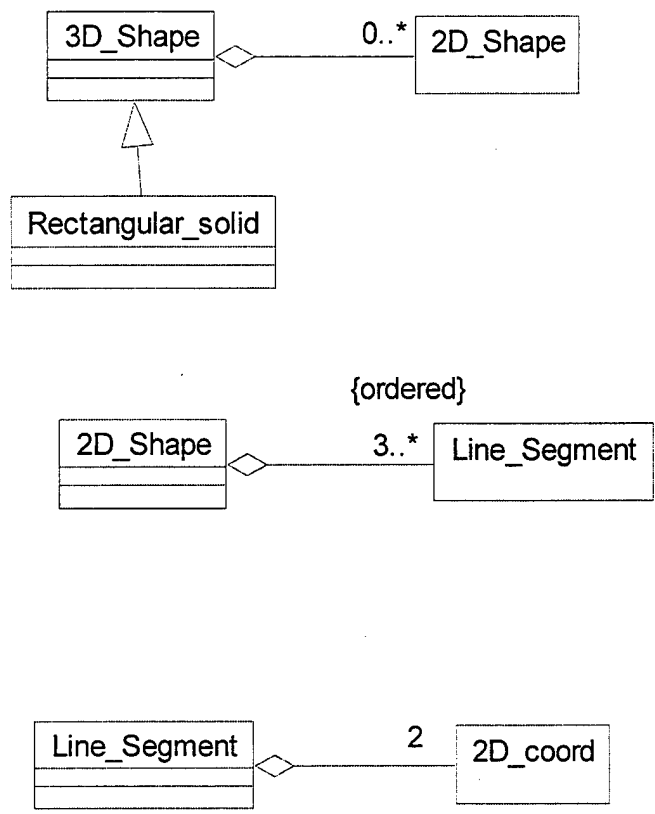 3D_Shape
0..*
2D_Shape
Rectangular_solid
{ordered}
2D_Shape
3..*
Line_Segment
Line_Segment
2
2D_coord